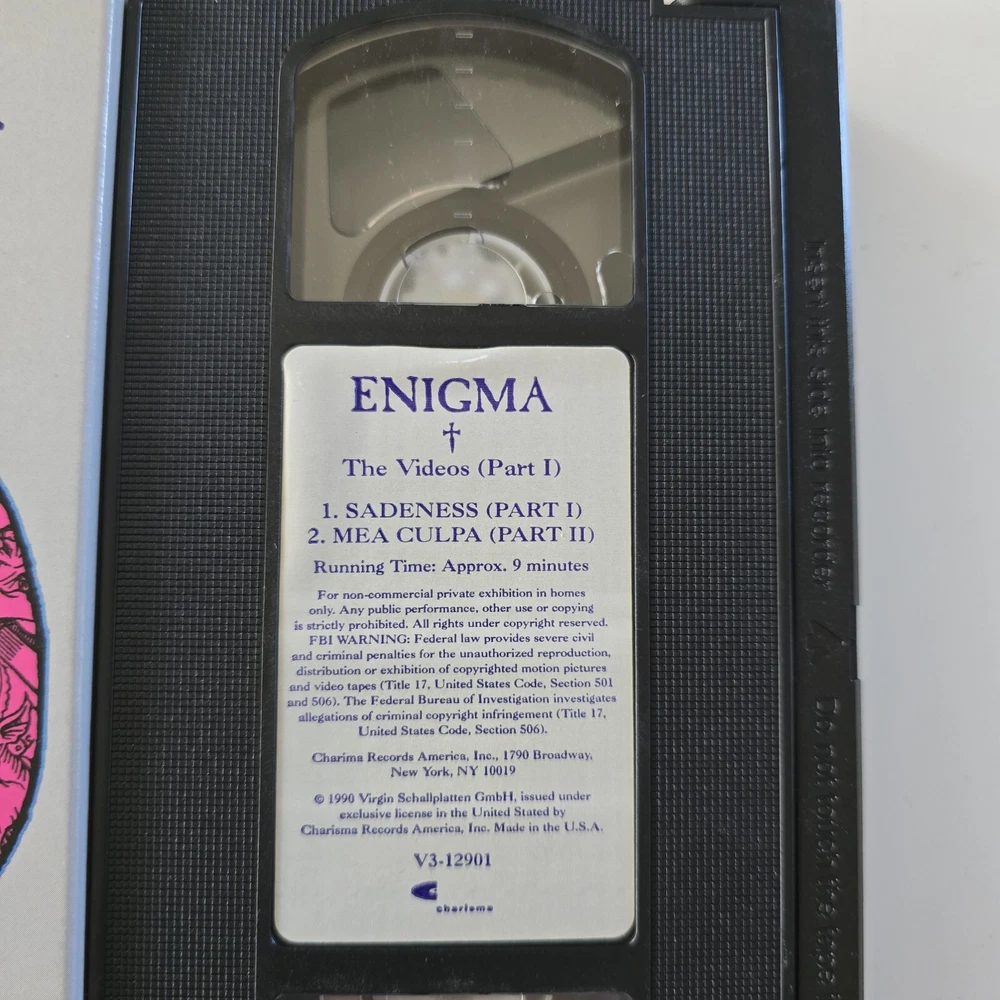 ENIGMA
†
The Videos (Part I)
1. SADENESS (PART I)
2. MEA CULPA (PART II)
Running Time: Approx. 9 minutes
For non-commercial private exhibition in homes
only. Any public performance, other use or copying
is strictly prohibited. All rights under copyright reserved.
FBI WARNING: Federal law provides severe civil
and criminal penalties for the unauthorized reproduction,
distribution or exhibition of copyrighted motion pictures
and video tapes (Title 17, United States Code, Section 501
and 506). The Federal Bureau of Investigation investigates
allegations of criminal copyright infringement (Title 17,
United States Code, Section 506).
Charima Records America, Inc., 1790 Broadway,
New York, NY 10019
© 1990 Virgin Schallplatten GmbH, issued under
exclusive license in the United States by
Charisma Records America, Inc. Made in the U.S.A.
V3-12901
charisma
Insert this side into recorder
Do not touch the tape